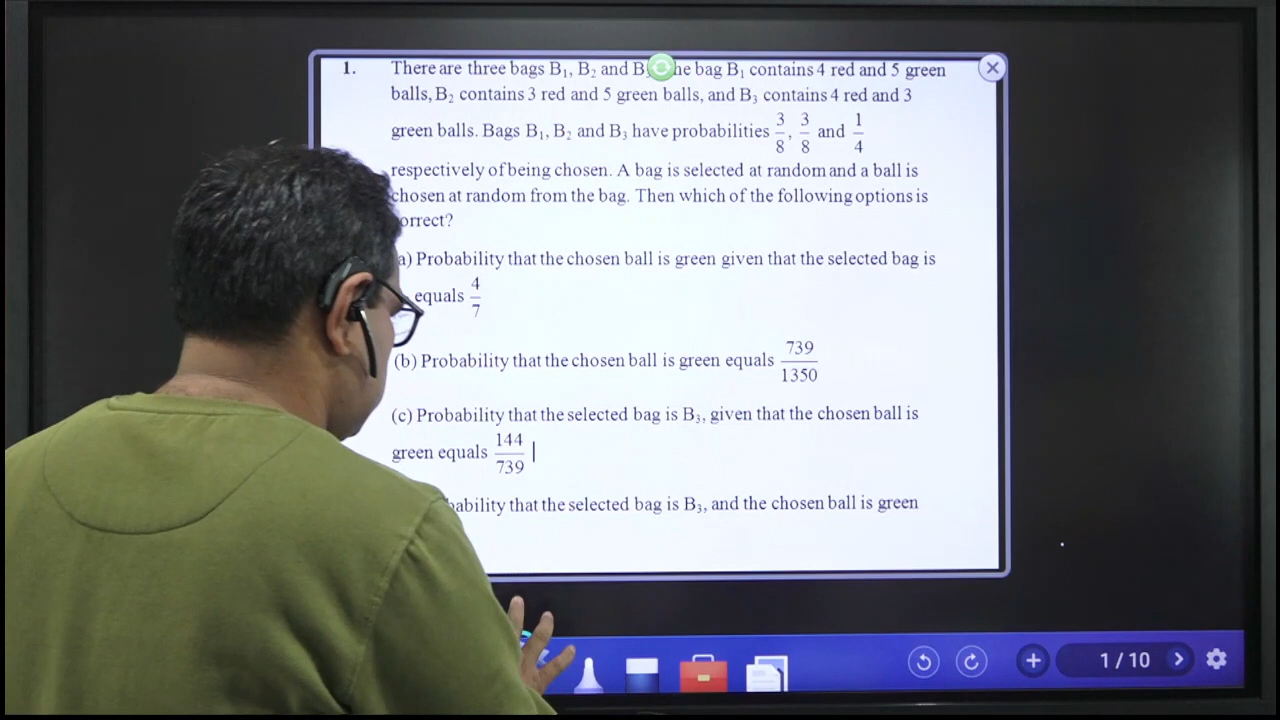 1. There are three bags B₁, B₂ and B he bag B₁ contains 4 red and 5 green
balls, B₂ contains 3 red and 5 green balls, and B₃ contains 4 red and 3
green balls. Bags B₁, B₂ and B₃ have probabilities 3/8, 3/8 and 1/4
respectively of being chosen. A bag is selected at random and a ball is
chosen at random from the bag. Then which of the following options is
orrect?
a) Probability that the chosen ball is green given that the selected bag is
equals 4/7
(b) Probability that the chosen ball is green equals 739/1350
(c) Probability that the selected bag is B₃, given that the chosen ball is
green equals 144/739
bability that the selected bag is B₃, and the chosen ball is green
1 / 10